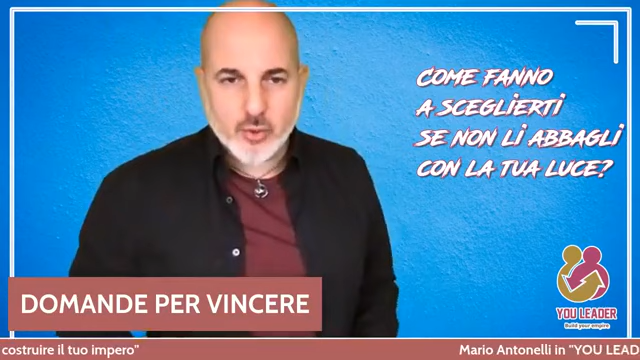 COME FANNO
A SCEGLIERTI
SE NON LI ABBAGLI
CON LA TUA LUCE?
YOU LEADER
Build your empire
DOMANDE PER VINCERE
costruire il tuo impero" Mario Antonelli in "YOU LEAD